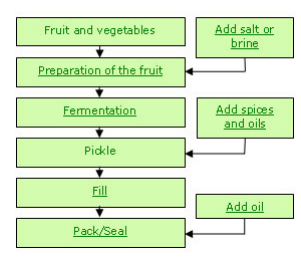 Fruit and vegetables
Add salt or
brine
Preparation of the fruit
Fermentation
Add spices
and oils
Pickle
Fill
Add oil
Pack/Seal